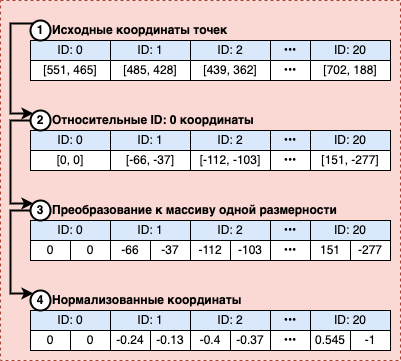 1 Исходные координаты точек
ID: 0 ID: 1 ID: 2 ••• ID: 20
[551, 465] [485, 428] [439, 362] ••• [702, 188]
2 Относительные ID: 0 координаты
ID: 0 ID: 1 ID: 2 ••• ID: 20
[0, 0] [-66, -37] [-112, -103] ••• [151, -277]
3 Преобразование к массиву одной размерности
ID: 0 ID: 1 ID: 2 ••• ID: 20
0 0 -66 -37 -112 -103 ••• 151 -277
4 Нормализованные координаты
ID: 0 ID: 1 ID: 2 ••• ID: 20
0 0 -0.24 -0.13 -0.4 -0.37 ••• 0.545 -1